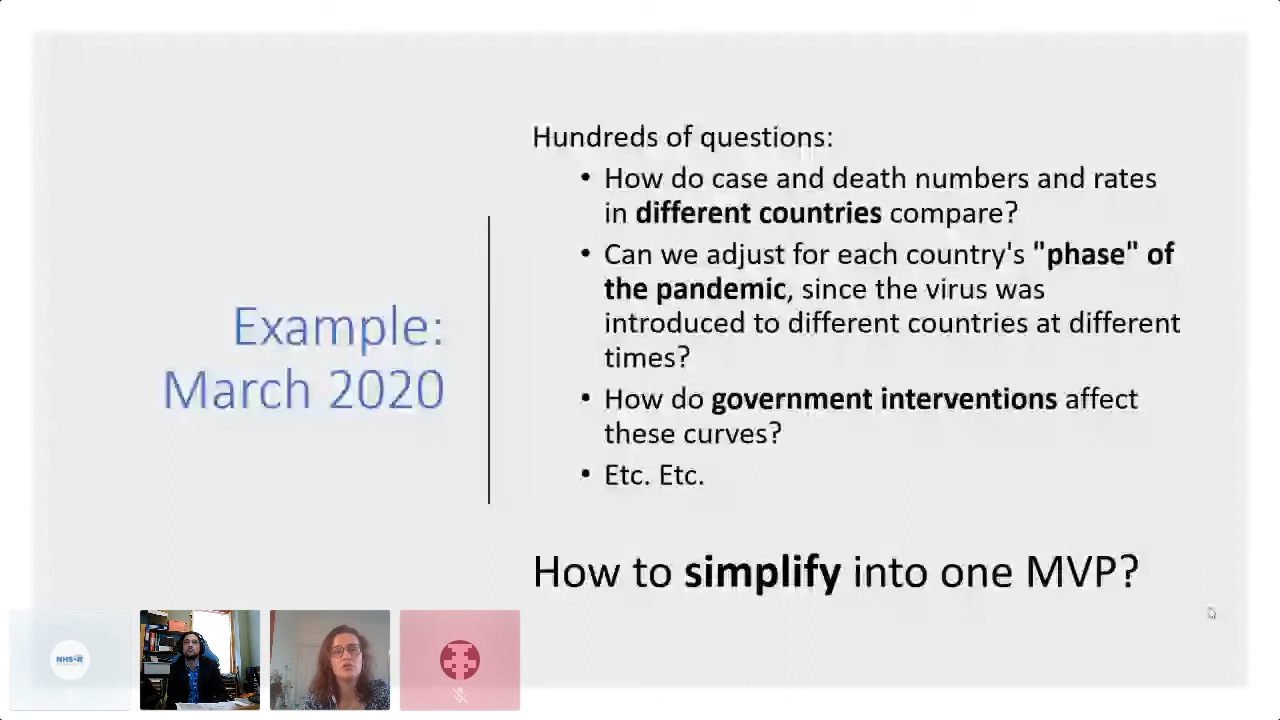 Hundreds of questions:
• How do case and death numbers and rates
in different countries compare?
• Can we adjust for each country's "phase" of
the pandemic, since the virus was
introduced to different countries at different
times?
• How do government interventions affect
these curves?
• Etc. Etc.
Example:
March 2020
How to simplify into one MVP?
NHS-R